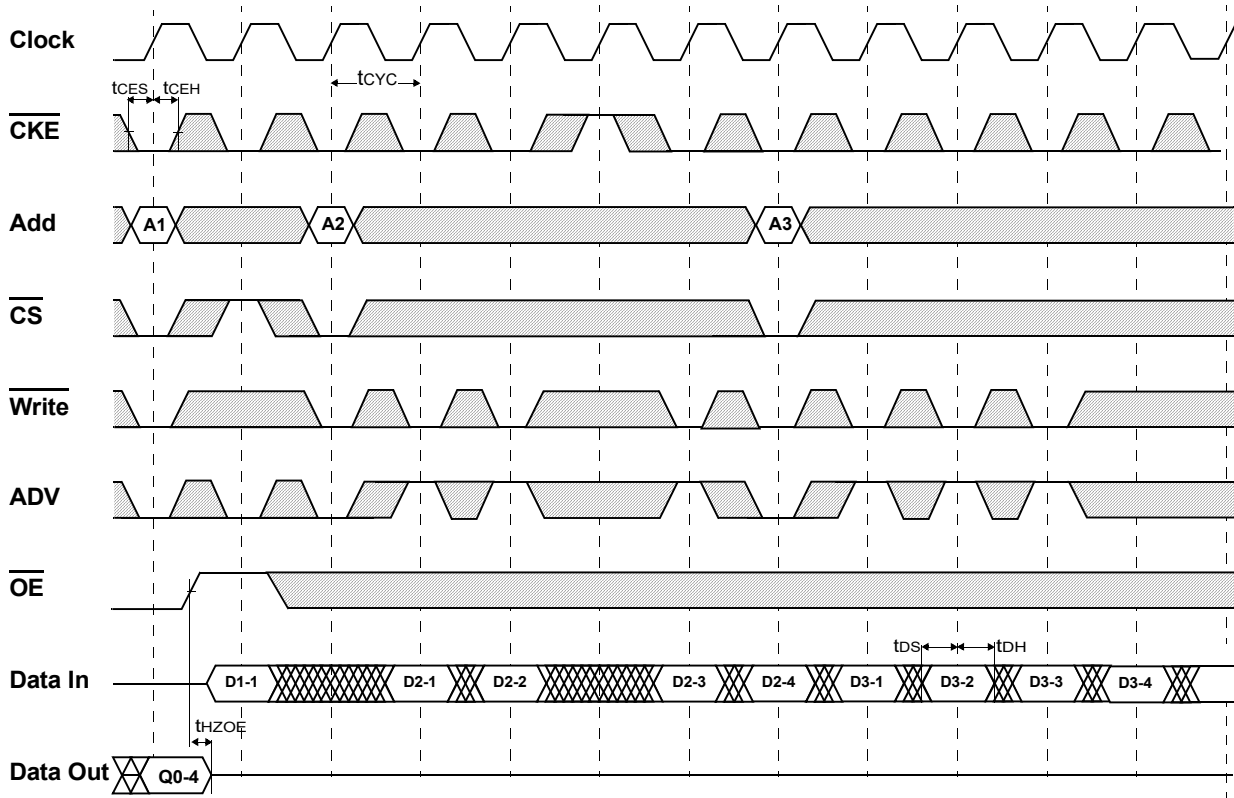 Clock
tCES tCEH tCYC
CKE
Add A1 A2 A3
CS
Write
ADV
OE
tDS tDH
Data In D1-1 D2-1 D2-2 D2-3 D2-4 D3-1 D3-2 D3-3 D3-4
tHZOE
Data Out Q0-4